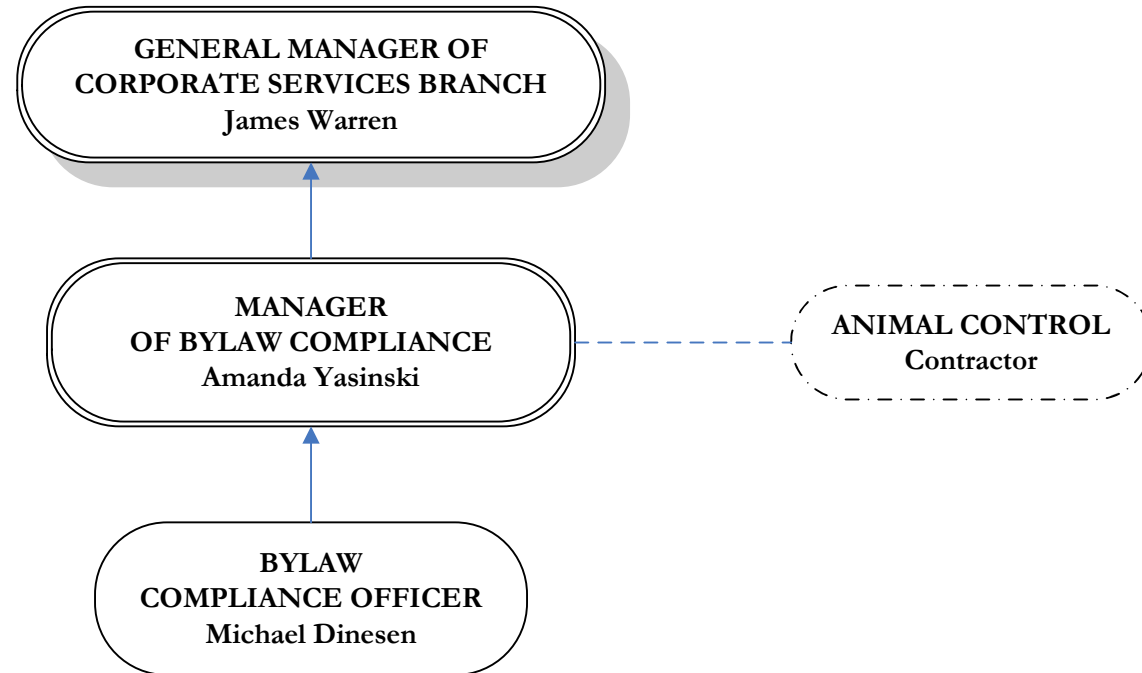 GENERAL MANAGER OF
CORPORATE SERVICES BRANCH
James Warren
MANAGER
OF BYLAW COMPLIANCE
Amanda Yasinski
ANIMAL CONTROL
Contractor
BYLAW
COMPLIANCE OFFICER
Michael Dinesen